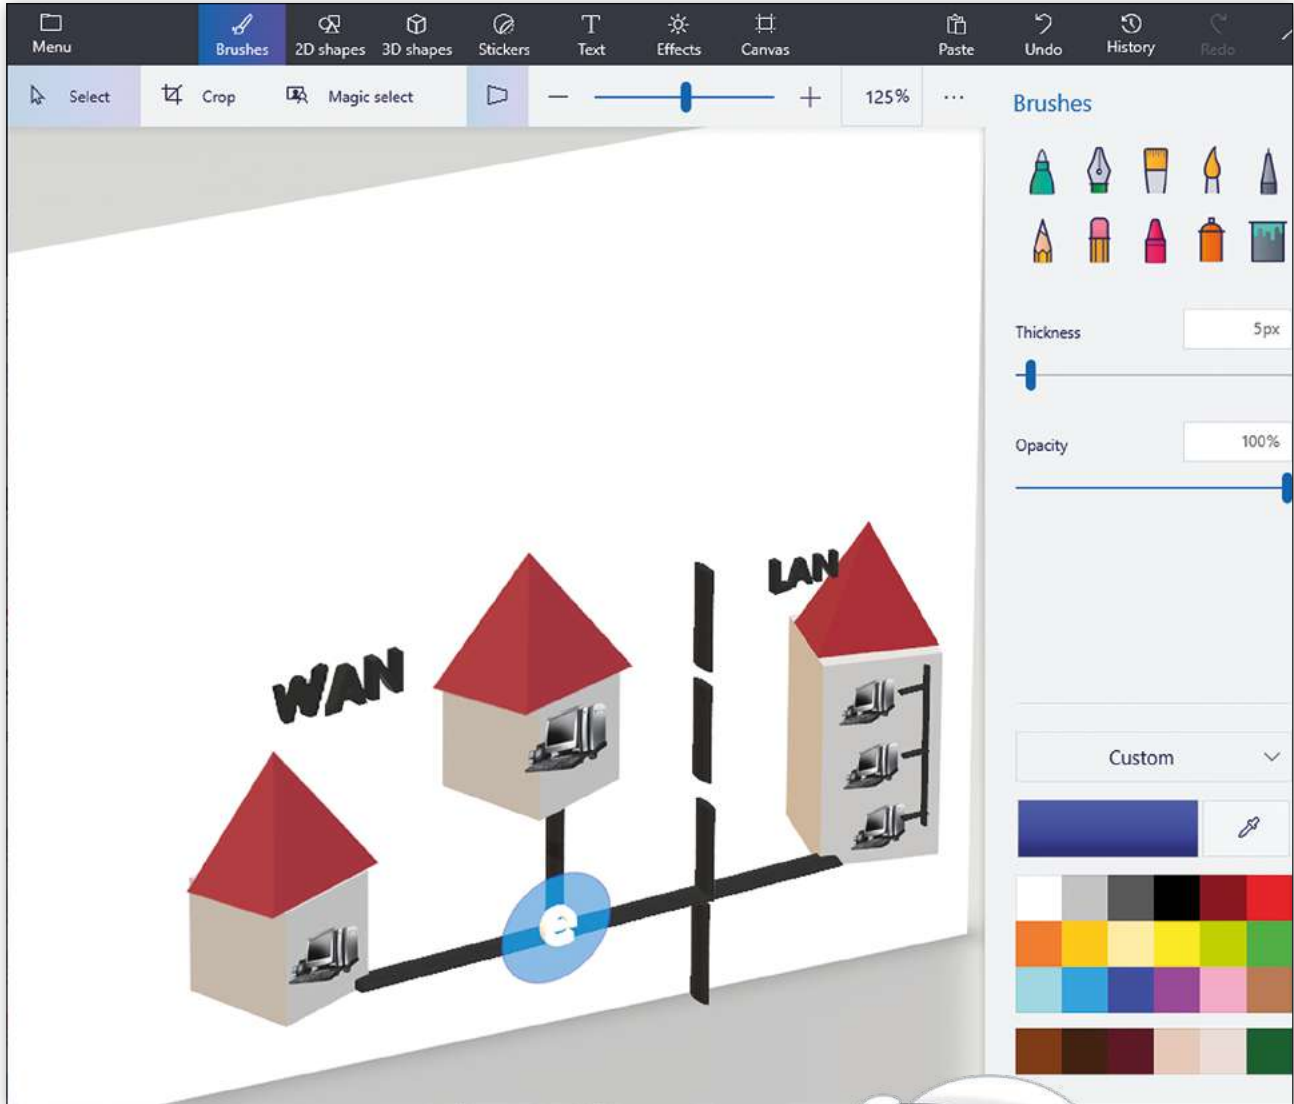 Menu
Brushes
2D shapes
3D shapes
Stickers
Text
Effects
Canvas
Paste
Undo
History
Redo
Select
Crop
Magic select
125%
Brushes
Thickness
5px
Opacity
100%
LAN
WAN
Custom
e